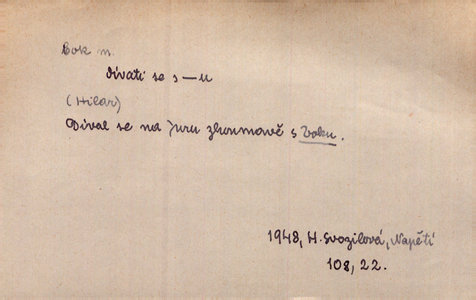 bok m.
dívati se s–u
(Hilar)
Díval se na Juru zkoumavě s boku.
1948, H. Svozilová, Napětí
108, 22.